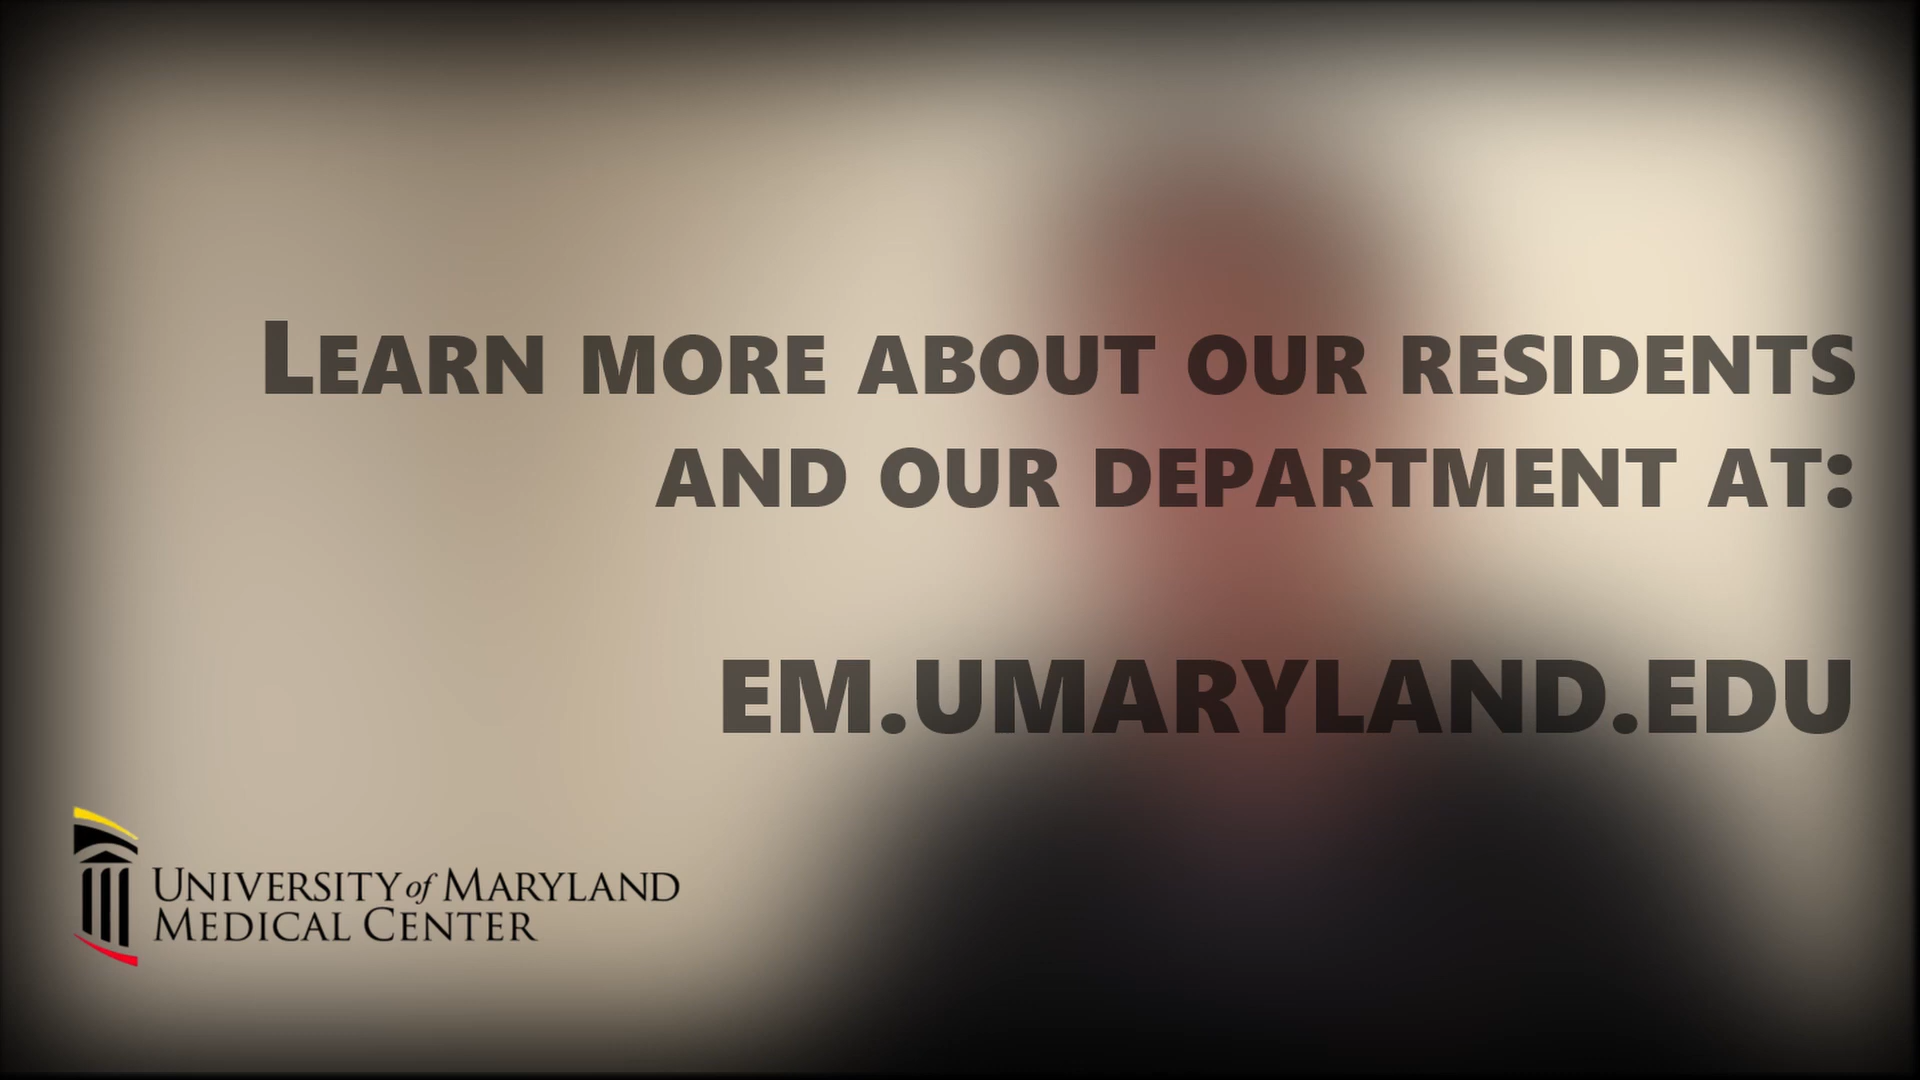 Learn more about our residents
and our department at:
EM.UMARYLAND.EDU
University of Maryland
Medical Center